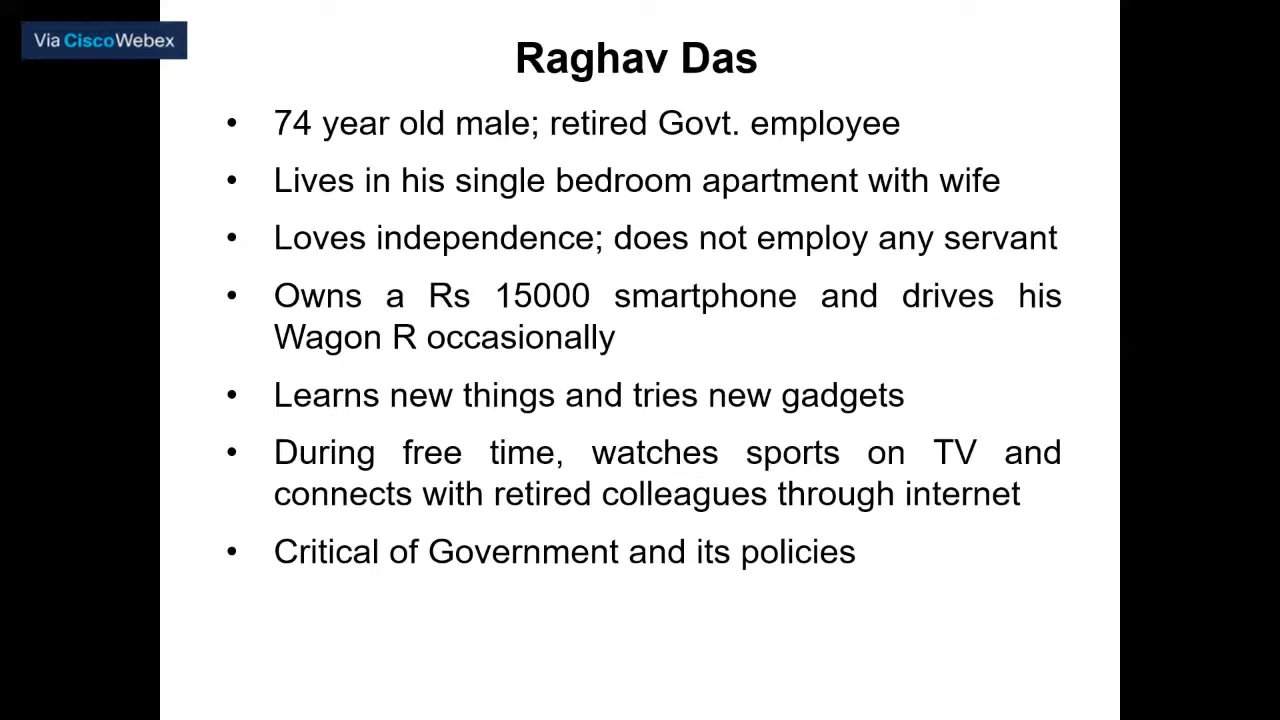 Via Cisco Webex
Raghav Das
• 74 year old male; retired Govt. employee
• Lives in his single bedroom apartment with wife
• Loves independence; does not employ any servant
• Owns a Rs 15000 smartphone and drives his
Wagon R occasionally
• Learns new things and tries new gadgets
• During free time, watches sports on TV and
connects with retired colleagues through internet
• Critical of Government and its policies